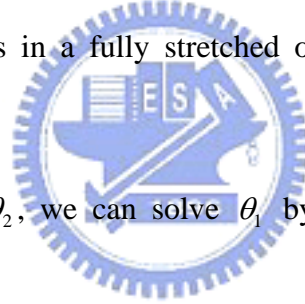 s in a fully stretched o
E S A
θ₂, we can solve θ₁ by